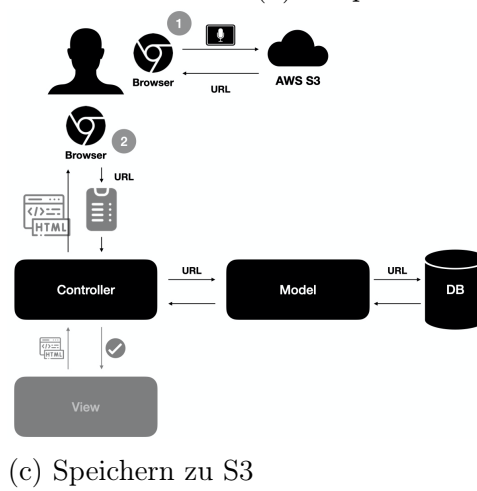 1
Browser
URL
AWS S3
Browser
2
URL
</>
HTML
Controller
URL
Model
URL
DB
HTML
View
(c) Speichern zu S3